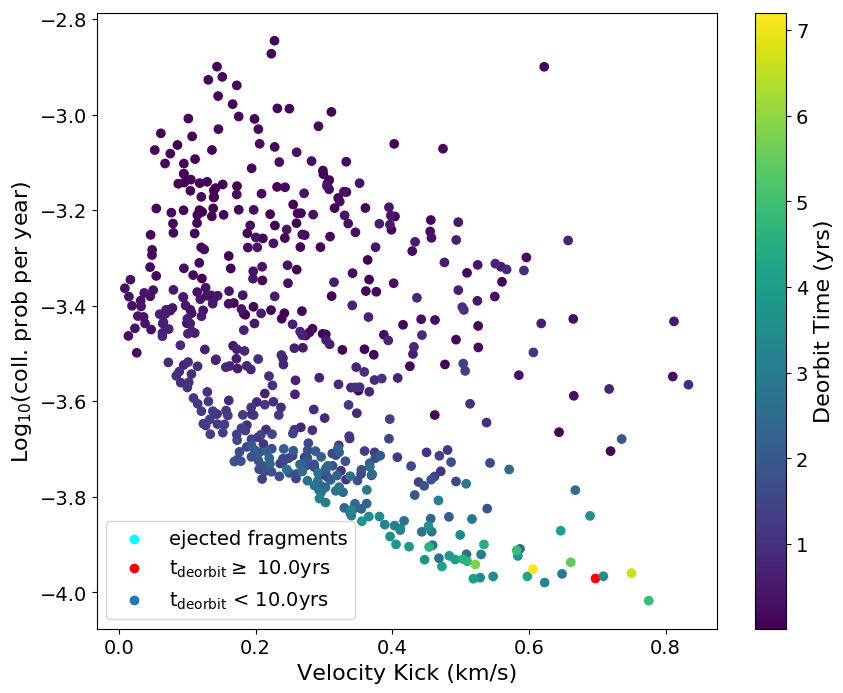 −2.8
−3.0
−3.2
−3.4
−3.6
−3.8
−4.0
Log₁₀(coll. prob per year)
0.0 0.2 0.4 0.6 0.8
Velocity Kick (km/s)
ejected fragments
t_deorbit ≥ 10.0yrs
t_deorbit < 10.0yrs
7
6
5
4
3
2
1
Deorbit Time (yrs)